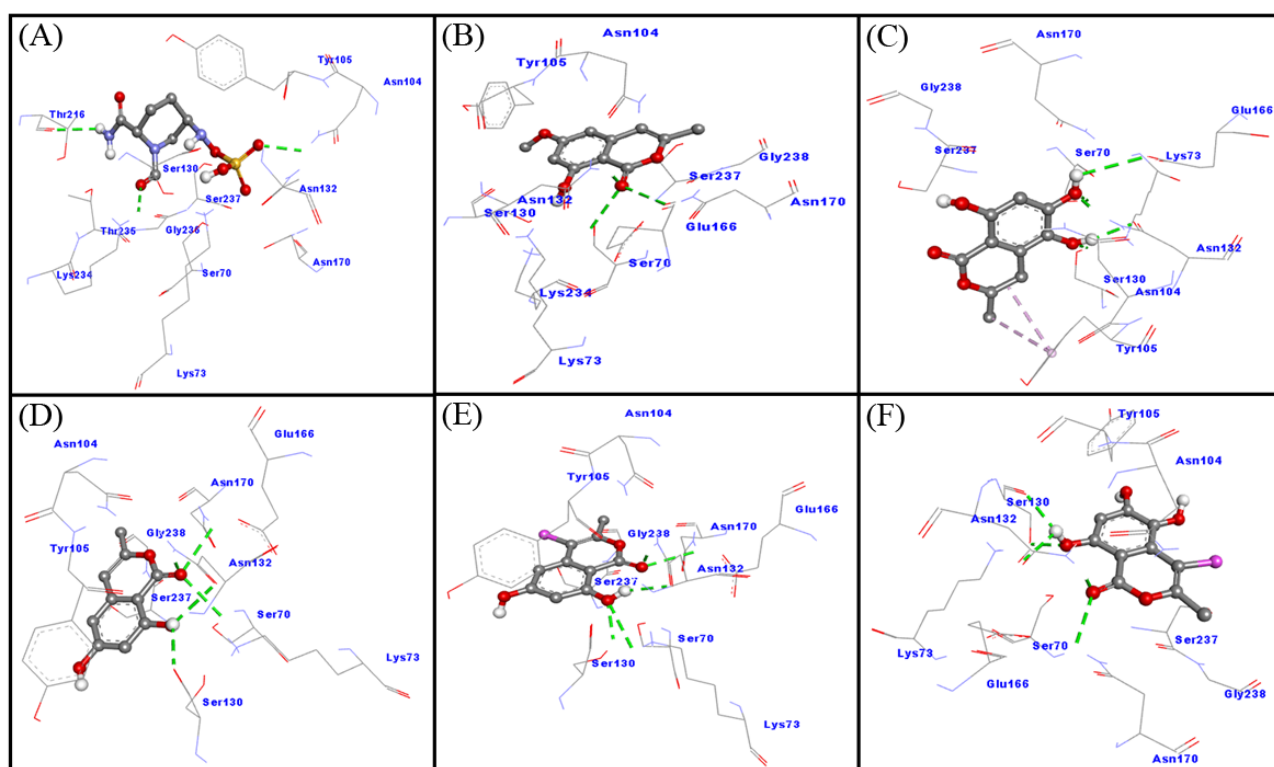 (A)
Tyr105
Asn104
Thr216
Ser130
Asn132
Ser237
Thr235
Gly236
Lys234
Ser70
Asn170
Lys73
(B)
Asn104
Tyr105
Gly238
Ser237
Asn132
Asn170
Ser130
Glu166
Ser70
Lys234
Lys73
(C)
Asn170
Gly238
Glu166
Ser237
Ser70
Lys73
Asn132
Ser130
Asn104
Tyr105
(D)
Glu166
Asn104
Asn170
Gly238
Tyr105
Asn132
Ser237
Ser70
Lys73
Ser130
(E)
Asn104
Tyr105
Glu166
Asn170
Gly238
Asn132
Ser237
Ser70
Ser130
Lys73
(F)
Tyr105
Asn104
Ser130
Asn132
Ser70
Ser237
Lys73
Glu166
Gly238
Asn170